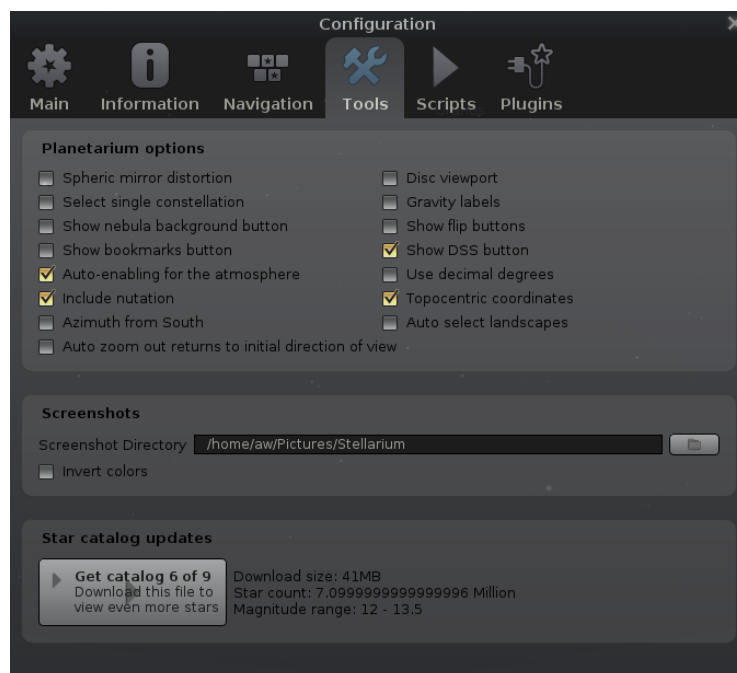 Configuration
Main Information Navigation Tools Scripts Plugins
Planetarium options
Spheric mirror distortion
Disc viewport
Select single constellation
Gravity labels
Show nebula background button
Show flip buttons
Show bookmarks button
Show DSS button
Auto-enabling for the atmosphere
Use decimal degrees
Include nutation
Topocentric coordinates
Azimuth from South
Auto select landscapes
Auto zoom out returns to initial direction of view
Screenshots
Screenshot Directory /home/aw/Pictures/Stellarium
Invert colors
Star catalog updates
Get catalog 6 of 9
Download this file to
view even more stars
Download size: 41MB
Star count: 7.0999999999999996 Million
Magnitude range: 12 - 13.5